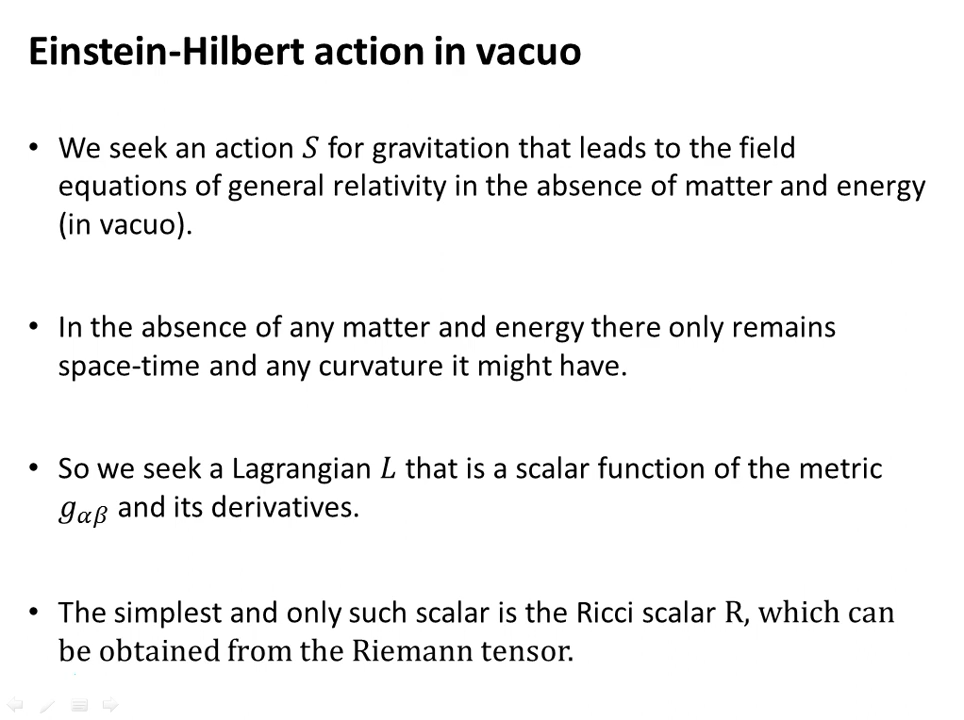 Einstein-Hilbert action in vacuo
• We seek an action 𝑆 for gravitation that leads to the field
equations of general relativity in the absence of matter and energy
(in vacuo).
• In the absence of any matter and energy there only remains
space-time and any curvature it might have.
• So we seek a Lagrangian 𝐿 that is a scalar function of the metric
𝑔𝛼𝛽 and its derivatives.
• The simplest and only such scalar is the Ricci scalar R, which can
be obtained from the Riemann tensor.